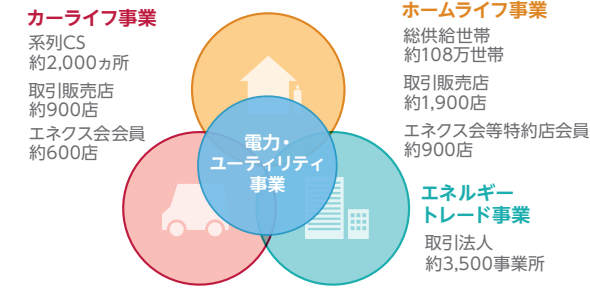 カーライフ事業
系列CS
約2,000ヵ所
取引販売店
約900店
エネクス会会員
約600店
ホームライフ事業
総供給世帯
約108万世帯
取引販売店
約1,900店
エネクス会等特約店会員
約900店
電力・
ユーティリティ
事業
エネルギー
トレード事業
取引法人
約3,500事業所